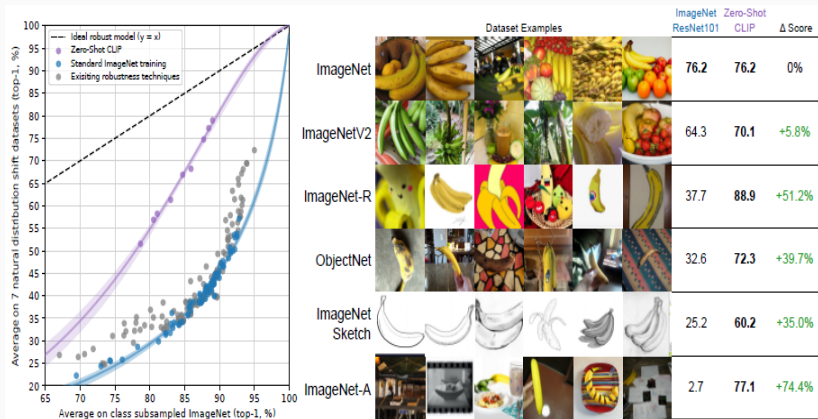 Ideal robust model (y = x)
Zero-Shot CLIP
Standard ImageNet training
Exisiting robustness techniques
Average on 7 natural distribution shift datasets (top-1, %)
100
95
90
85
80
75
70
65
60
55
50
45
40
35
30
25
20
65 70 75 80 85 90 95 100
Average on class subsampled ImageNet (top-1, %)
Dataset Examples
ImageNet Zero-Shot
ResNet101 CLIP Δ Score
ImageNet 76.2 76.2 0%
ImageNetV2 64.3 70.1 +5.8%
ImageNet-R 37.7 88.9 +51.2%
ObjectNet 32.6 72.3 +39.7%
ImageNet
Sketch 25.2 60.2 +35.0%
ImageNet-A 2.7 77.1 +74.4%